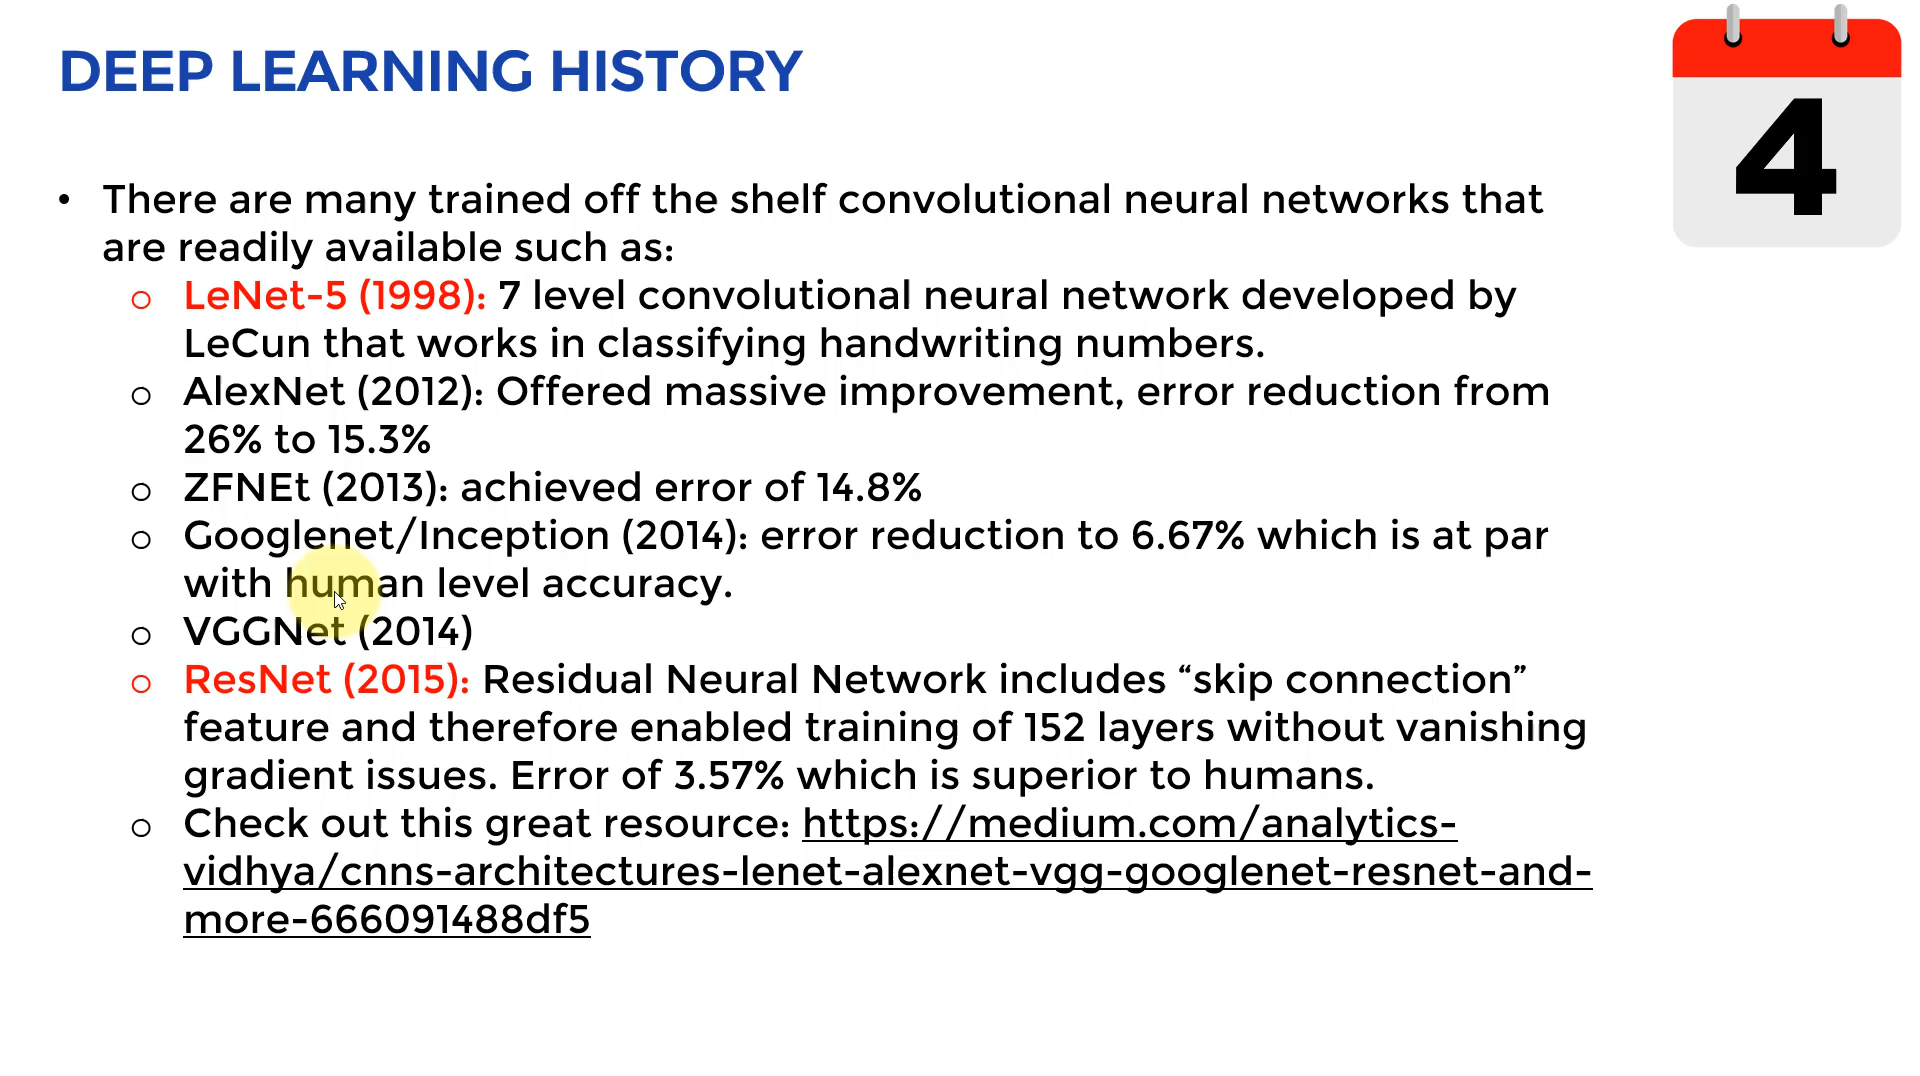 DEEP LEARNING HISTORY
4
• There are many trained off the shelf convolutional neural networks that
are readily available such as:
o LeNet-5 (1998): 7 level convolutional neural network developed by
LeCun that works in classifying handwriting numbers.
o AlexNet (2012): Offered massive improvement, error reduction from
26% to 15.3%
o ZFNEt (2013): achieved error of 14.8%
o Googlenet/Inception (2014): error reduction to 6.67% which is at par
with human level accuracy.
o VGGNet (2014)
o ResNet (2015): Residual Neural Network includes “skip connection”
feature and therefore enabled training of 152 layers without vanishing
gradient issues. Error of 3.57% which is superior to humans.
o Check out this great resource: https://medium.com/analytics-
vidhya/cnns-architectures-lenet-alexnet-vgg-googlenet-resnet-and-
more-666091488df5